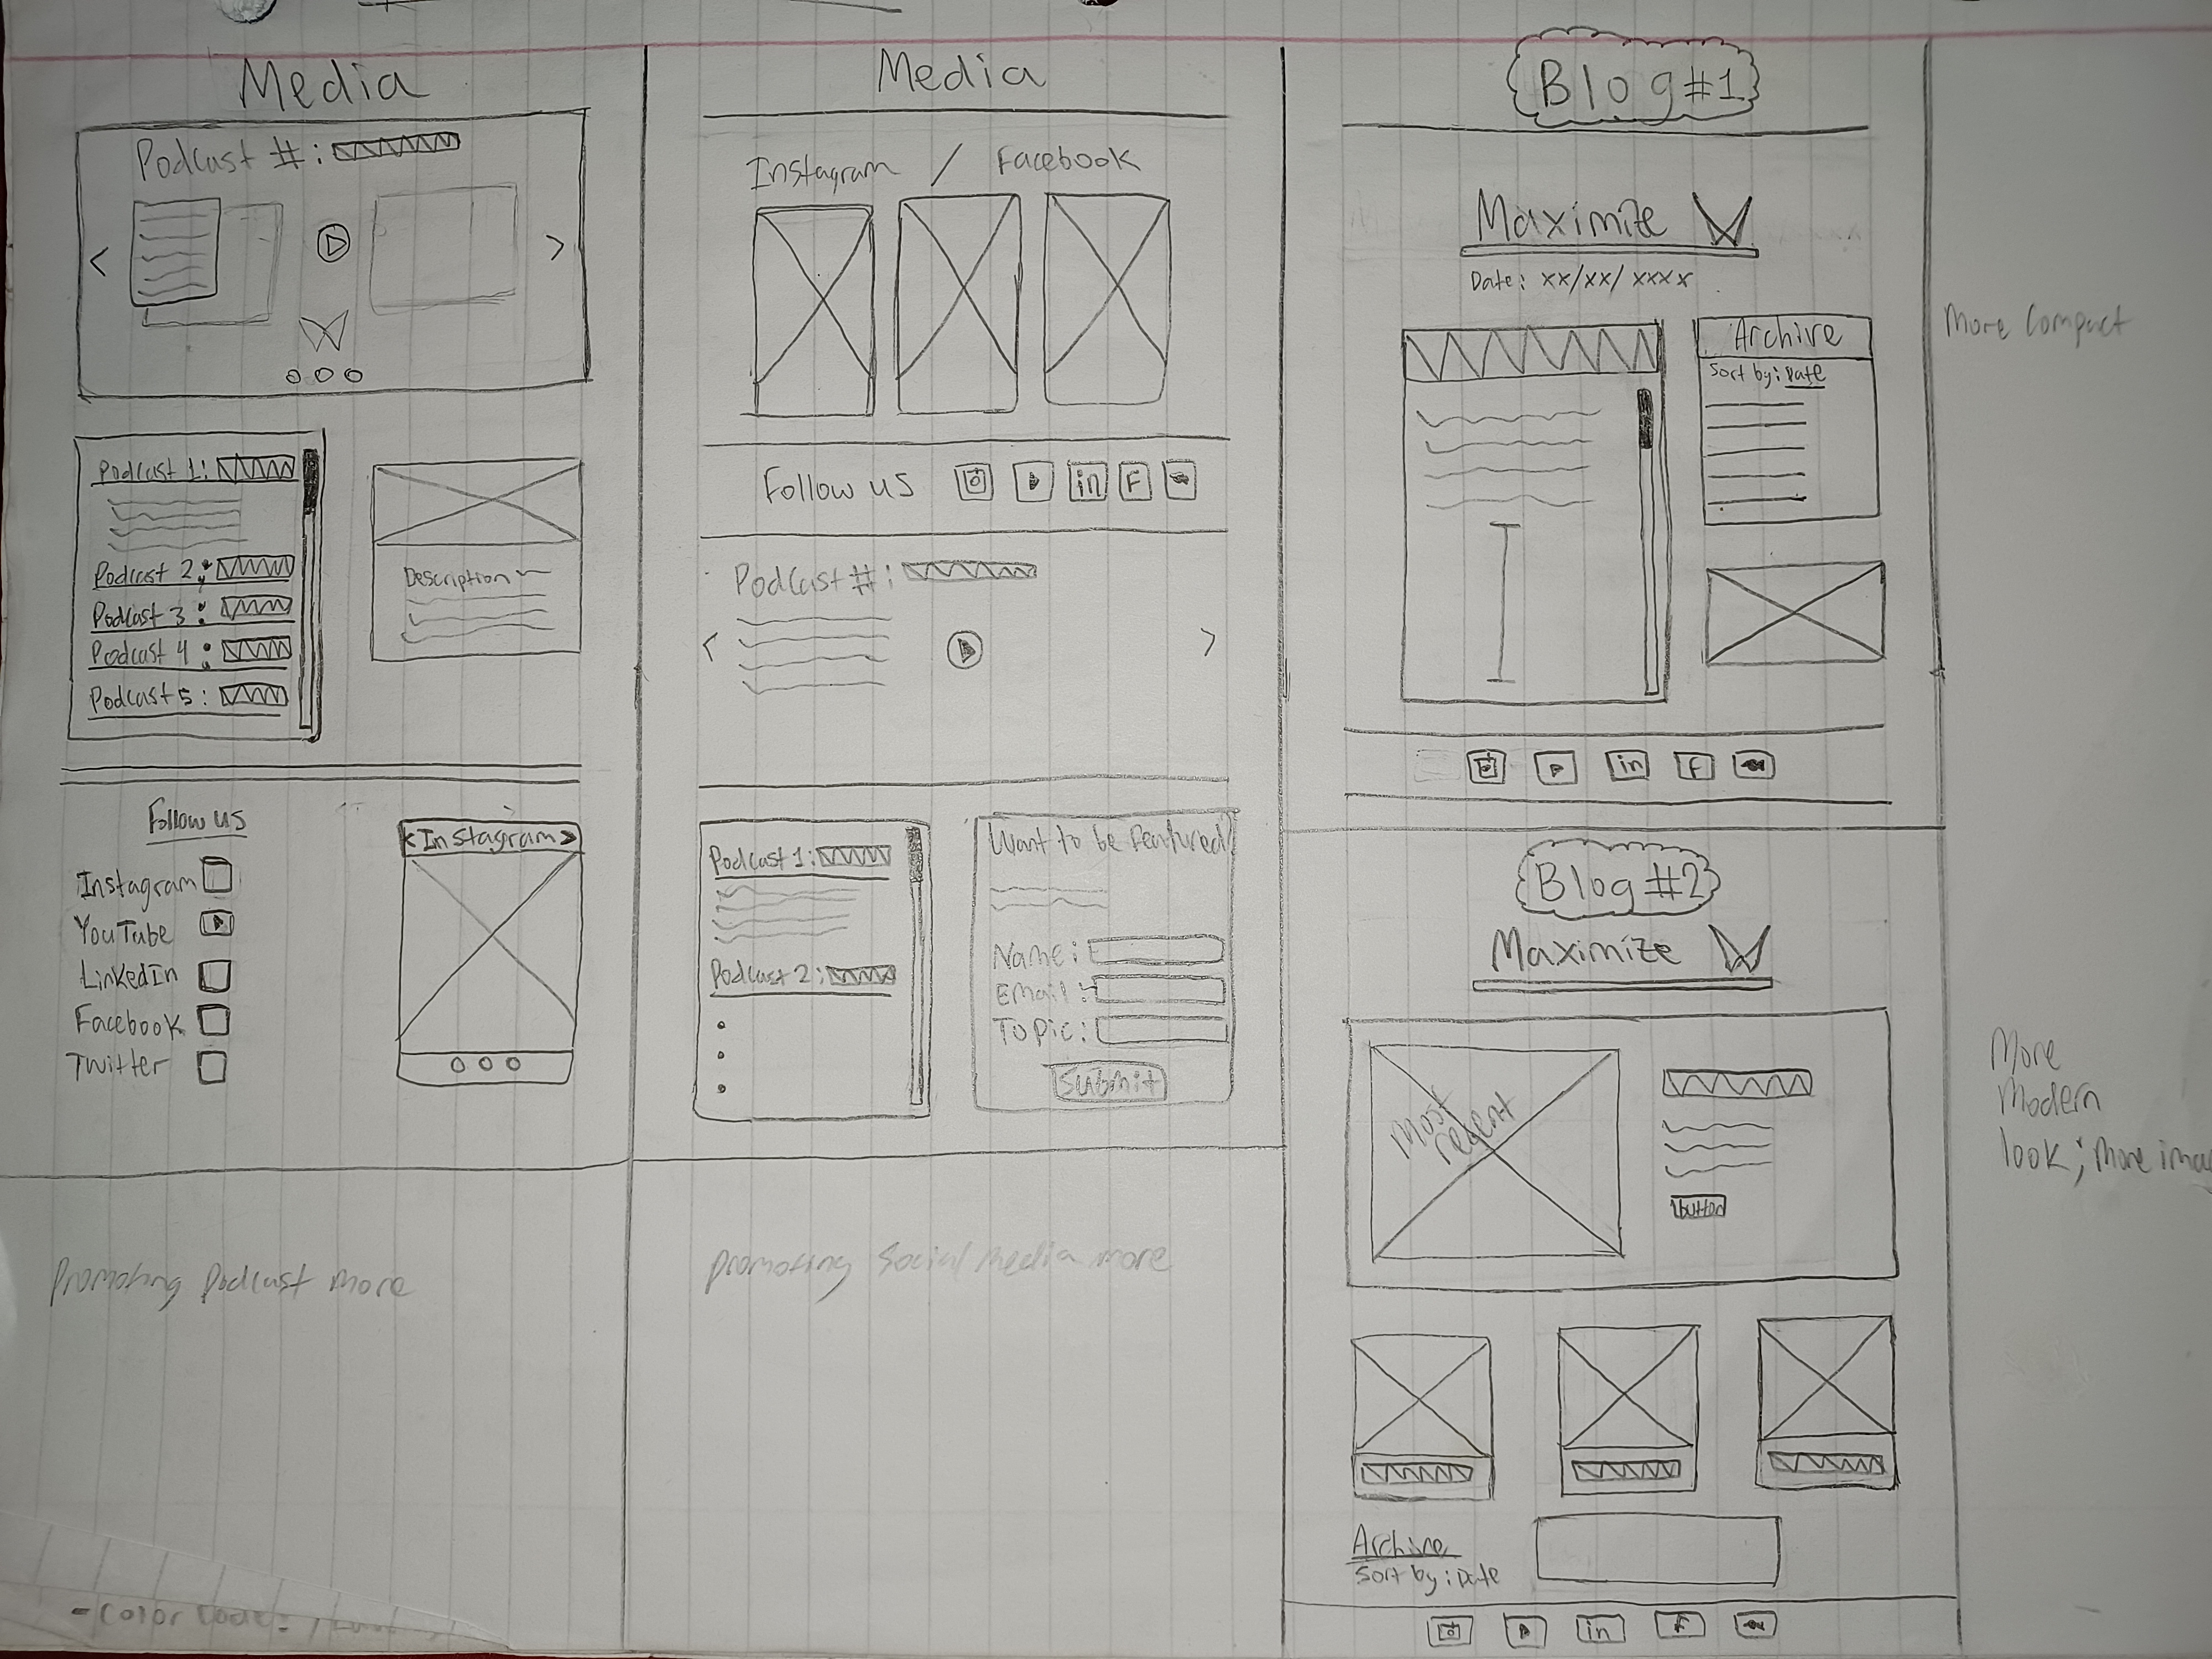 Media
Podcast #:
<
>
Podcast 1:
Podcast 2:
Podcast 3:
Podcast 4:
Podcast 5:
Description
Follow us
Instagram
YouTube
LinkedIn
Facebook
Twitter
<Instagram>
Promoting Podcast more
-Color Code:
Media
Instagram / Facebook
Follow us in F
Podcast #:
<
>
Podcast 1:
Podcast 2:
Want to be Featured?
Name:
Email:
Topic:
Submit
Promoting Social Media more
Blog #1
Maximize
Date: xx/xx/xxxx
Archive
Sort by: Date
in F
More Compact
Blog #2
Maximize
Most
recent
button
Archive
Sort by: Date
in F
More
Modern
look; More